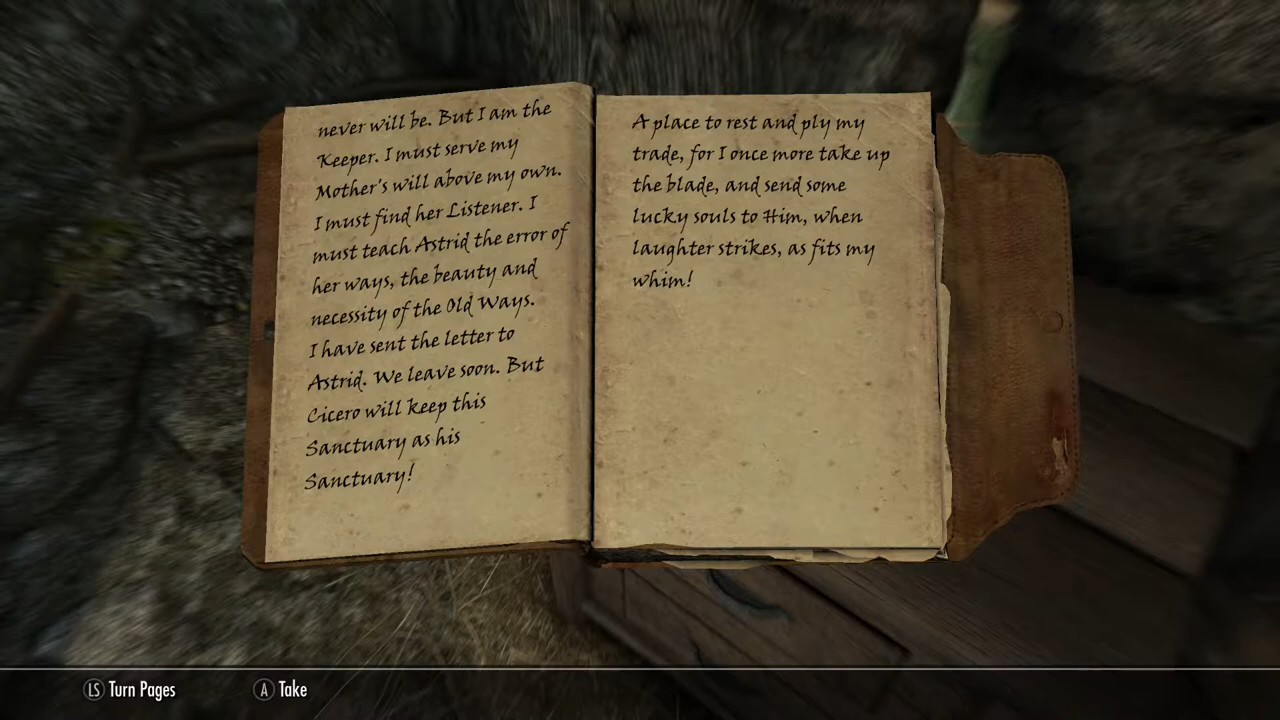 never will be. But I am the
Keeper. I must serve my
Mother's will above my own.
I must find her Listener. I
must teach Astrid the error of
her ways, the beauty and
necessity of the Old Ways.
I have sent the letter to
Astrid. We leave soon. But
Cicero will keep this
Sanctuary as his
Sanctuary!
A place to rest and ply my
trade, for I once more take up
the blade, and send some
lucky souls to Him, when
laughter strikes, as fits my
whim!
LS Turn Pages
A Take